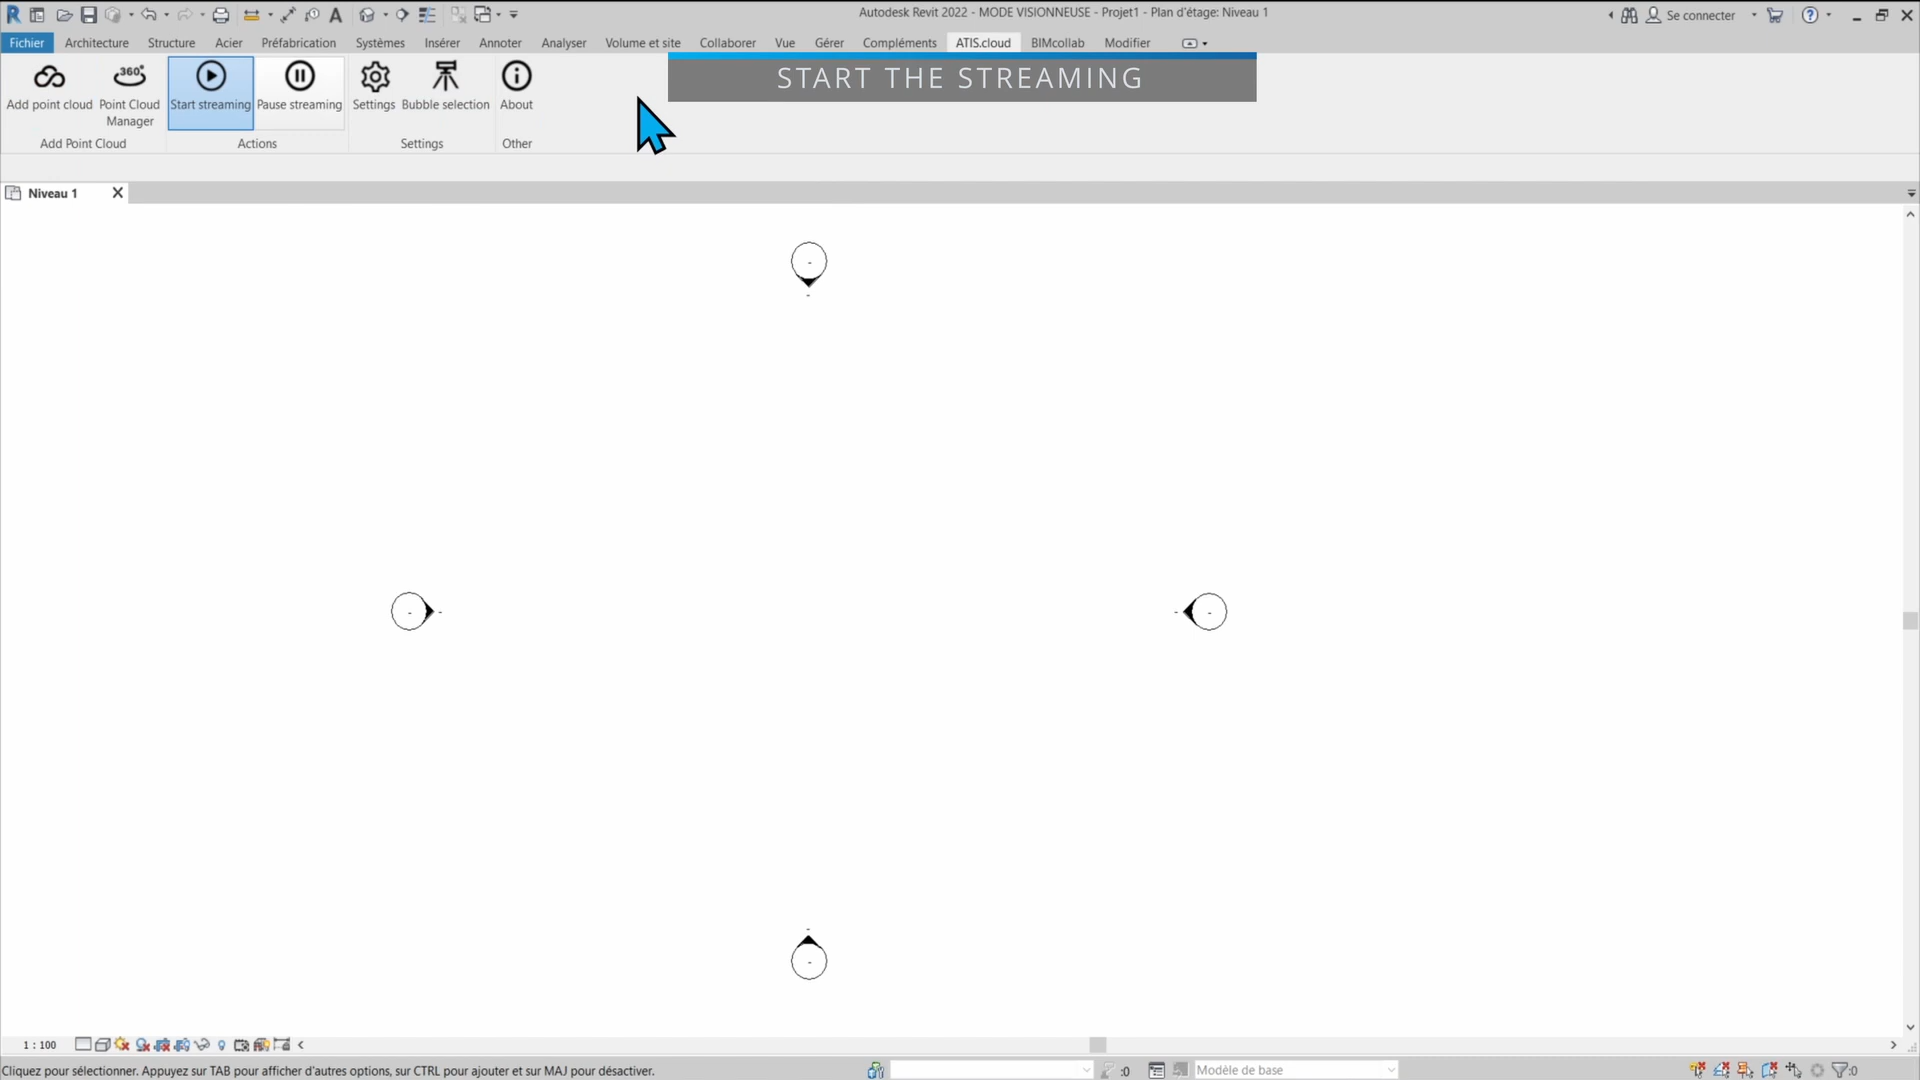 Autodesk Revit 2022 - MODE VISIONNEUSE - Projet1 - Plan d'étage: Niveau 1
Se connecter
Fichier Architecture Structure Acier Préfabrication Systèmes Insérer Annoter Analyser Volume et site Collaborer Vue Gérer Compléments ATIS.cloud BIMcollab Modifier
START THE STREAMING
360°
Add point cloud Point Cloud Manager Start streaming Pause streaming Settings Bubble selection About
Add Point Cloud Actions Settings Other
Niveau 1
1 : 100
Cliquez pour sélectionner. Appuyez sur TAB pour afficher d'autres options, sur CTRL pour ajouter et sur MAJ pour désactiver.
:0
Modèle de base
:0